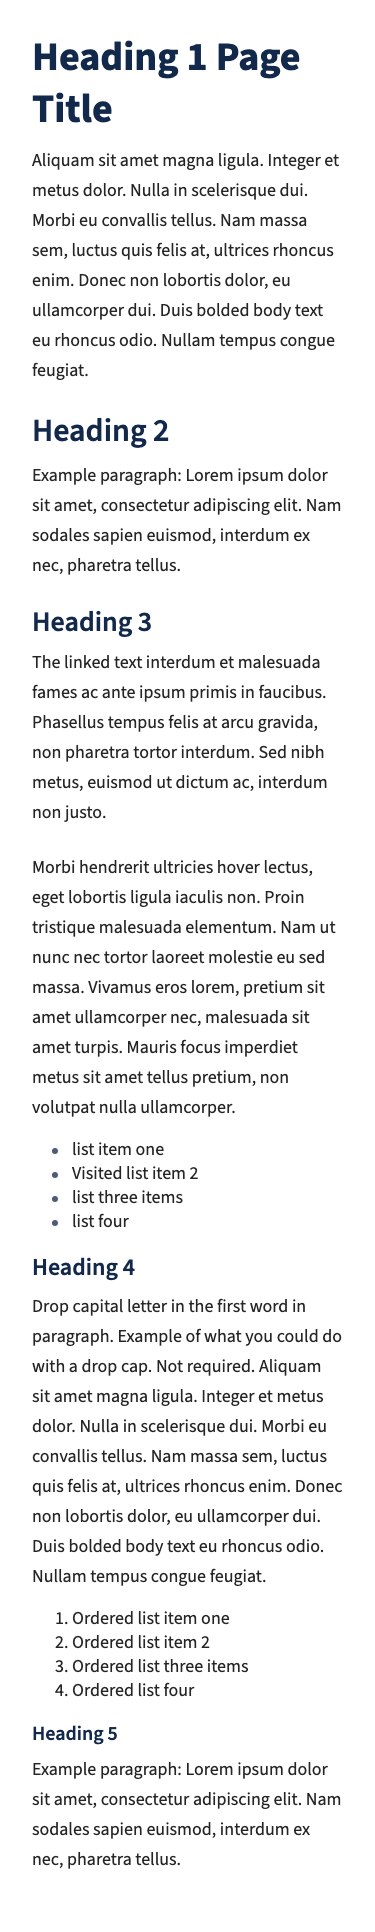 Heading 1 Page
Title
Aliquam sit amet magna ligula. Integer et
metus dolor. Nulla in scelerisque dui.
Morbi eu convallis tellus. Nam massa
sem, luctus quis felis at, ultrices rhoncus
enim. Donec non lobortis dolor, eu
ullamcorper dui. Duis bolded body text
eu rhoncus odio. Nullam tempus congue
feugiat.
Heading 2
Example paragraph: Lorem ipsum dolor
sit amet, consectetur adipiscing elit. Nam
sodales sapien euismod, interdum ex
nec, pharetra tellus.
Heading 3
The linked text interdum et malesuada
fames ac ante ipsum primis in faucibus.
Phasellus tempus felis at arcu gravida,
non pharetra tortor interdum. Sed nibh
metus, euismod ut dictum ac, interdum
non justo.
Morbi hendrerit ultricies hover lectus,
eget lobortis ligula iaculis non. Proin
tristique malesuada elementum. Nam ut
nunc nec tortor laoreet molestie eu sed
massa. Vivamus eros lorem, pretium sit
amet ullamcorper nec, malesuada sit
amet turpis. Mauris focus imperdiet
metus sit amet tellus pretium, non
volutpat nulla ullamcorper.
• list item one
• Visited list item 2
• list three items
• list four
Heading 4
Drop capital letter in the first word in
paragraph. Example of what you could do
with a drop cap. Not required. Aliquam
sit amet magna ligula. Integer et metus
dolor. Nulla in scelerisque dui. Morbi eu
convallis tellus. Nam massa sem, luctus
quis felis at, ultrices rhoncus enim. Donec
non lobortis dolor, eu ullamcorper dui.
Duis bolded body text eu rhoncus odio.
Nullam tempus congue feugiat.
1. Ordered list item one
2. Ordered list item 2
3. Ordered list three items
4. Ordered list four
Heading 5
Example paragraph: Lorem ipsum dolor
sit amet, consectetur adipiscing elit. Nam
sodales sapien euismod, interdum ex
nec, pharetra tellus.